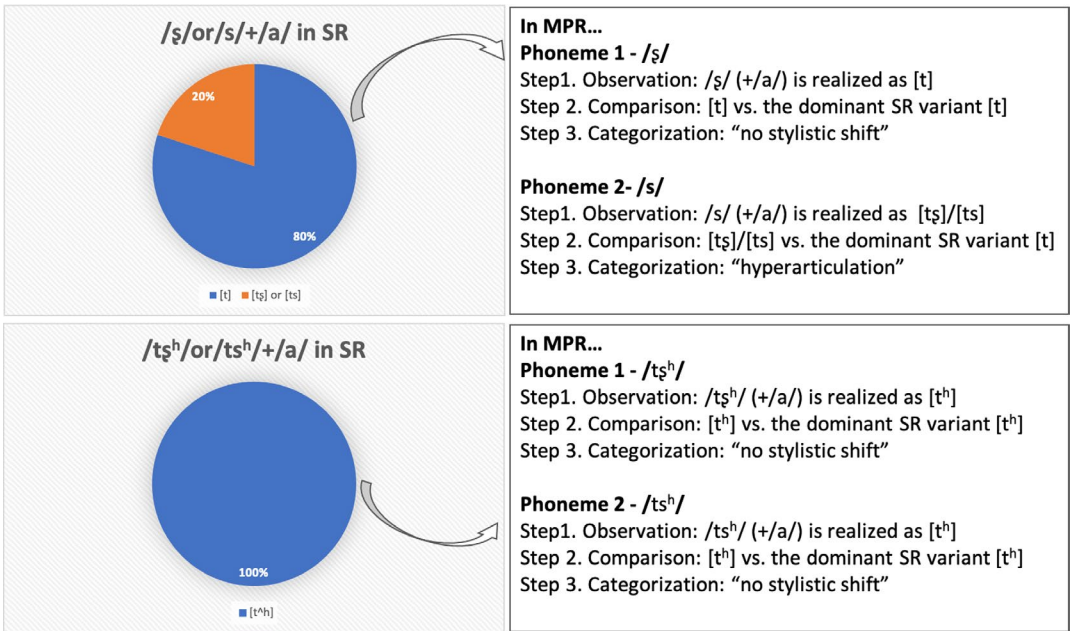 /ʂ/or/s/+/a/ in SR
20%
80%
[t] [tʂ] or [ts]
In MPR…
Phoneme 1 - /ʂ/
Step1. Observation: /ʂ/ (+/a/) is realized as [t]
Step 2. Comparison: [t] vs. the dominant SR variant [t]
Step 3. Categorization: “no stylistic shift”
Phoneme 2- /s/
Step1. Observation: /s/ (+/a/) is realized as [tʂ]/[ts]
Step 2. Comparison: [tʂ]/[ts] vs. the dominant SR variant [t]
Step 3. Categorization: “hyperarticulation”
/tʂʰ/or/tsʰ/+/a/ in SR
100%
[t^h]
In MPR…
Phoneme 1 - /tʂʰ/
Step1. Observation: /tʂʰ/ (+/a/) is realized as [tʰ]
Step 2. Comparison: [tʰ] vs. the dominant SR variant [tʰ]
Step 3. Categorization: “no stylistic shift”
Phoneme 2 - /tsʰ/
Step1. Observation: /tsʰ/ (+/a/) is realized as [tʰ]
Step 2. Comparison: [tʰ] vs. the dominant SR variant [tʰ]
Step 3. Categorization: “no stylistic shift”